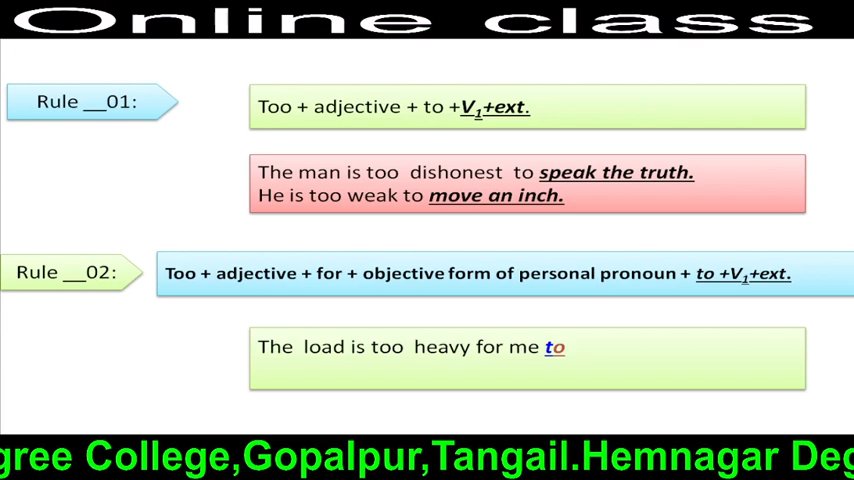 Online class
Rule __01:
Too + adjective + to +V1+ext.
The man is too dishonest to speak the truth.
He is too weak to move an inch.
Rule __02:
Too + adjective + for + objective form of personal pronoun + to +V1+ext.
The load is too heavy for me to
gree College,Gopalpur,Tangail.Hemnagar Deg